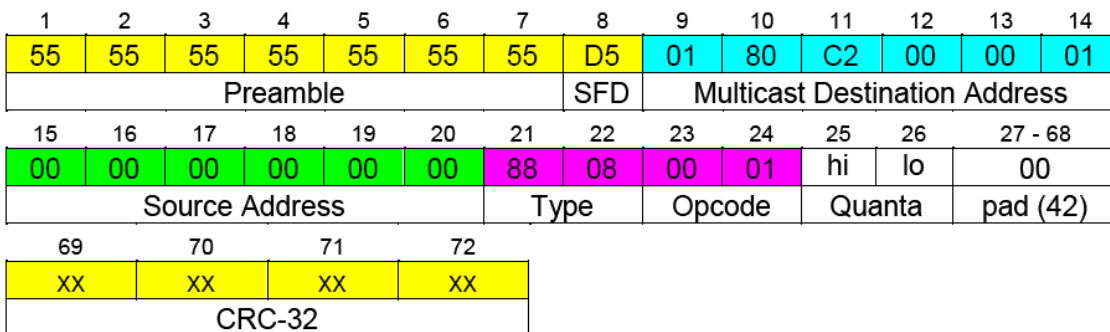 1 2 3 4 5 6 7 8 9 10 11 12 13 14
55 55 55 55 55 55 55 D5 01 80 C2 00 00 01
Preamble SFD Multicast Destination Address
15 16 17 18 19 20 21 22 23 24 25 26 27 - 68
00 00 00 00 00 00 88 08 00 01 hi lo 00
Source Address Type Opcode Quanta pad (42)
69 70 71 72
xx xx xx xx
CRC-32